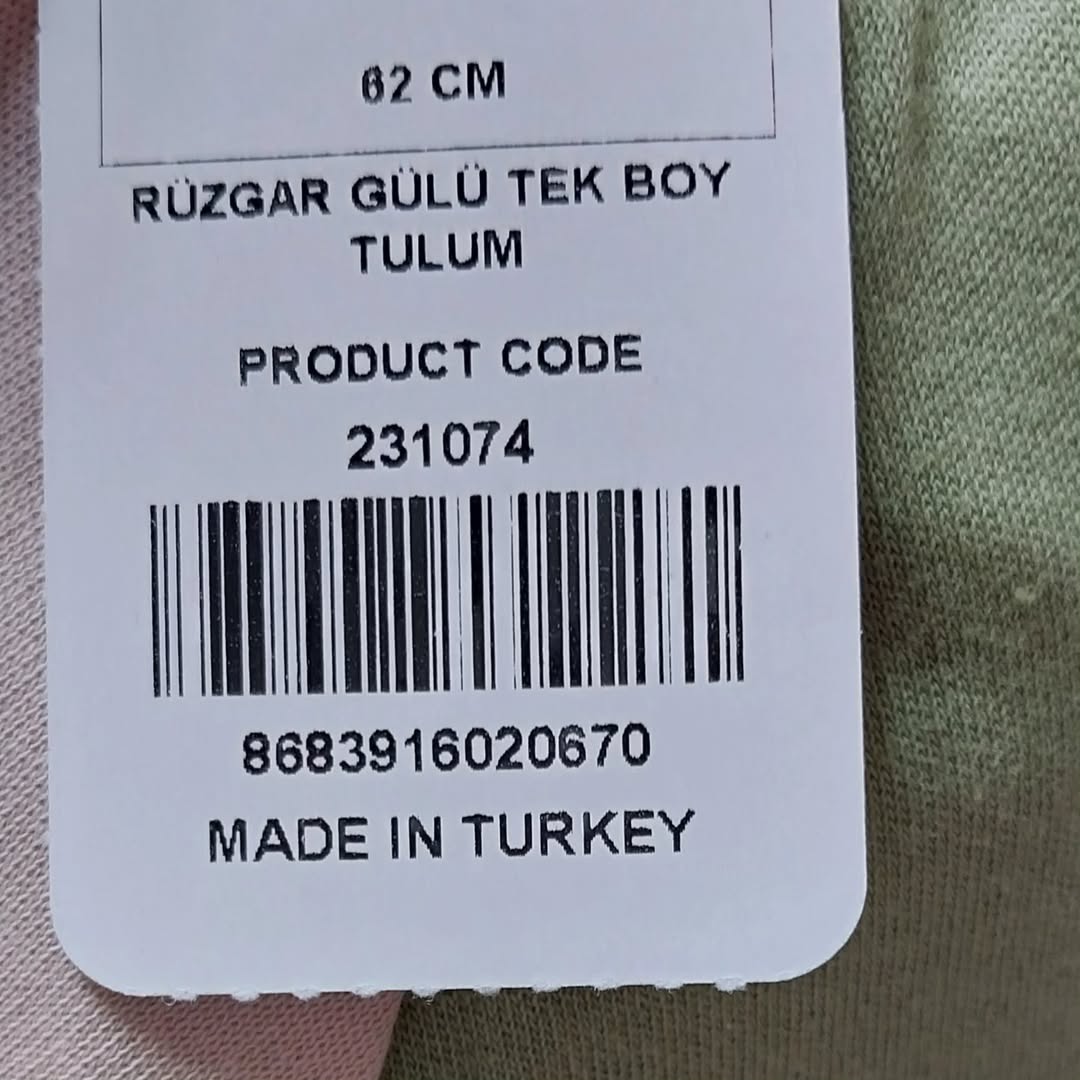 62 CM
RÜZGAR GÜLÜ TEK BOY
TULUM
PRODUCT CODE
231074
8683916020670
MADE IN TURKEY